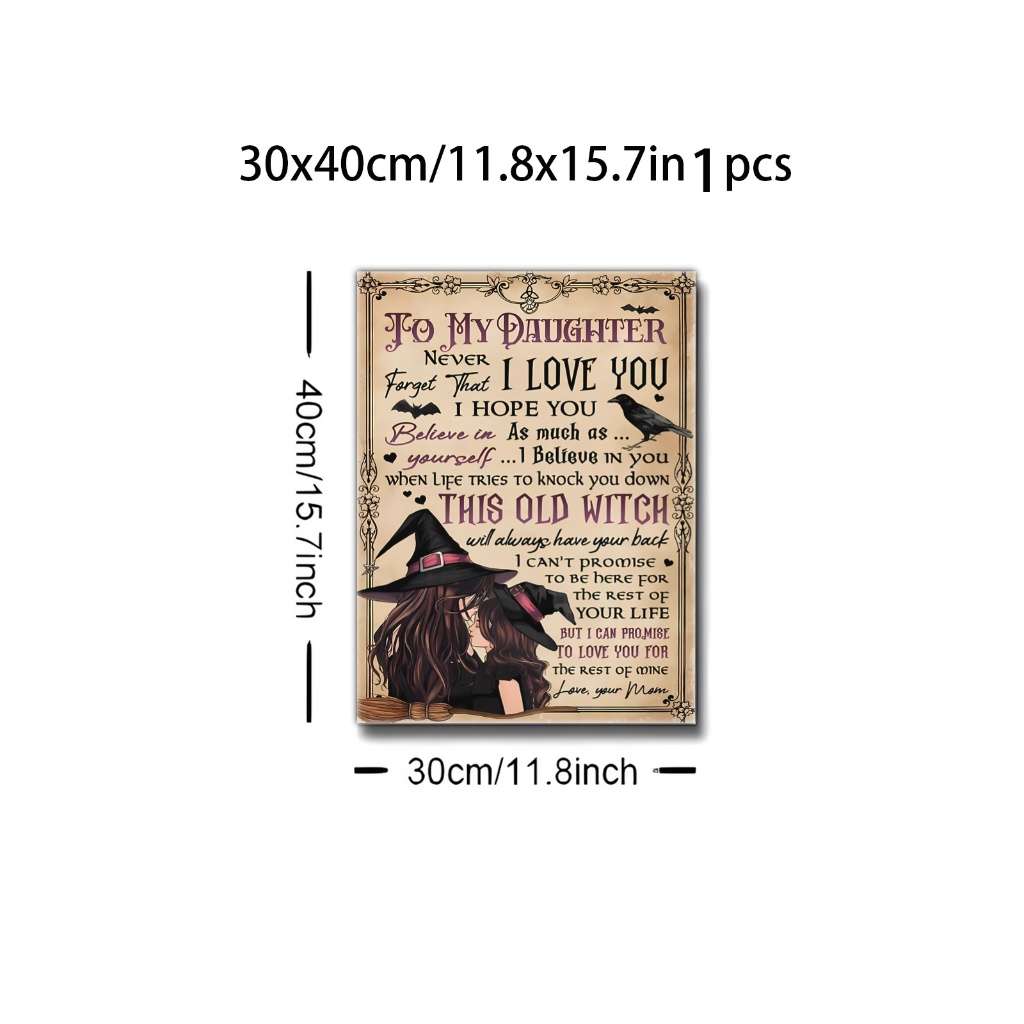 30x40cm/11.8x15.7in 1 pcs
40cm/15.7inch
TO MY DAUGHTER
NEVER
Forget That I LOVE YOU
I HOPE YOU
Believe in As much as ...
yourself ...I Believe IN YOU
WHEN LIFE TRIES TO KNOCK YOU DOWN
THIS OLD WITCH
will always have your back
I CAN'T PROMISE
TO BE HERE FOR
THE REST OF
YOUR LIFE
BUT I CAN PROMISE
TO LOVE YOU FOR
THE REST OF MINE
Love, your Mom
30cm/11.8inch